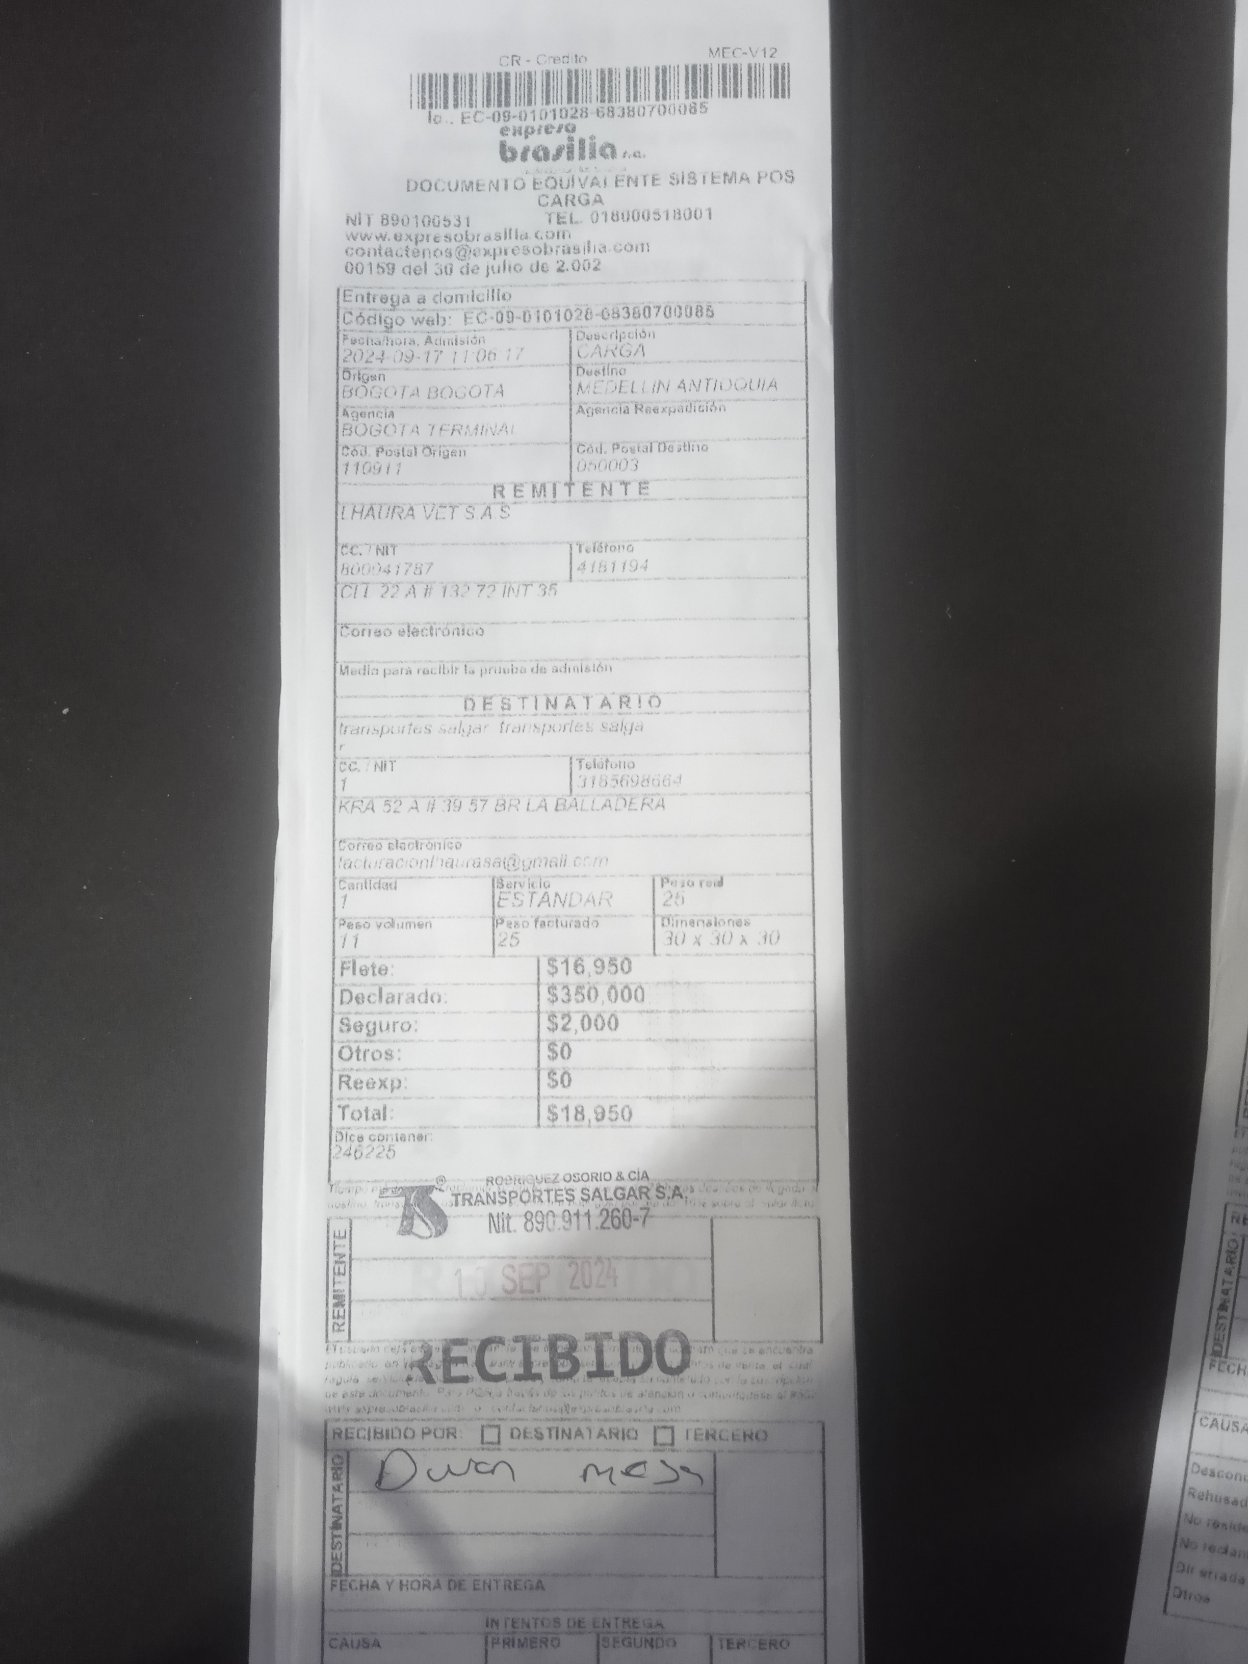 CR - Credito MEC-V12
EC-09-0101028-68380700085
expreso
brasilia s.a.
DOCUMENTO EQUIVALENTE SISTEMA POS
CARGA
NIT 890100531 TEL. 018000518001
www.expresobrasilia.com
contactenos@expresobrasilia.com
00159 del 30 de julio de 2.002
Entrega a domicilio
Código web: EC-09-0101028-68380700085
Fecha/hora, Admisión Descripción
2024-09-17 11:06:17 CARGA
Origen Destino
BOGOTA BOGOTA MEDELLIN ANTIOQUIA
Agencia Agencia Reexpedición
BOGOTA TERMINAL
Cód. Postal Origen Cód. Postal Destino
110911 050003
REMITENTE
LHAURA VET S A S
CC. / NIT Teléfono
800041787 4181194
CLL 22 A # 132 72 INT 35
Correo electrónico
Medio para recibir la prueba de admisión
DESTINATARIO
transportes salgar transportes salga
r
CC. / NIT Teléfono
1 3185698664
KRA 52 A # 39 57 BR LA BALLADERA
Correo electrónico
facturacionlhaurasa@gmail.com
Cantidad Servicio Peso real
1 ESTANDAR 25
Peso volumen Peso facturado Dimensiones
11 25 30 x 30 x 30
Flete: $16,950
Declarado: $350,000
Seguro: $2,000
Otros: $0
Reexp: $0
Total: $18,950
Dice contener:
246225
RODRIGUEZ OSORIO & CÍA
TRANSPORTES SALGAR S.A.
Nit. 890.911.260-7
REMITENTE
SEP 2024
RECIBIDO
RECIBIDO POR: DESTINATARIO TERCERO
DESTINATARIO
Duvan mesa
FECHA Y HORA DE ENTREGA
INTENTOS DE ENTREGA
CAUSA PRIMERO SEGUNDO TERCERO
DESTINATARIO
CAUSA
No
No
Otros